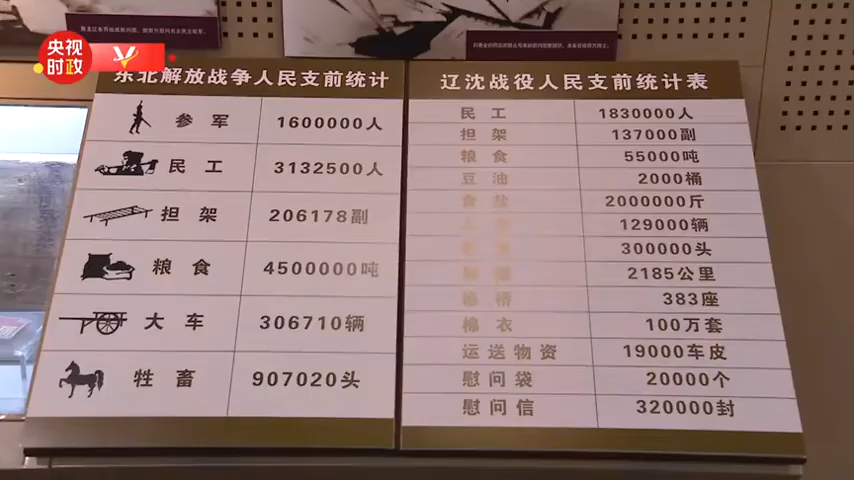 央视
时政
东北解放战争人民支前统计
参军 1600000人
民工 3132500人
担架 206178副
粮食 4500000吨
大车 306710辆
牲畜 907020头
辽沈战役人民支前统计表
民工 1830000人
担架 137000副
粮食 55000吨
豆油 2000桶
食盐 2000000斤
129000辆
300000头
2185公里
383座
棉衣 100万套
运送物资 19000车皮
慰问袋 20000个
慰问信 320000封